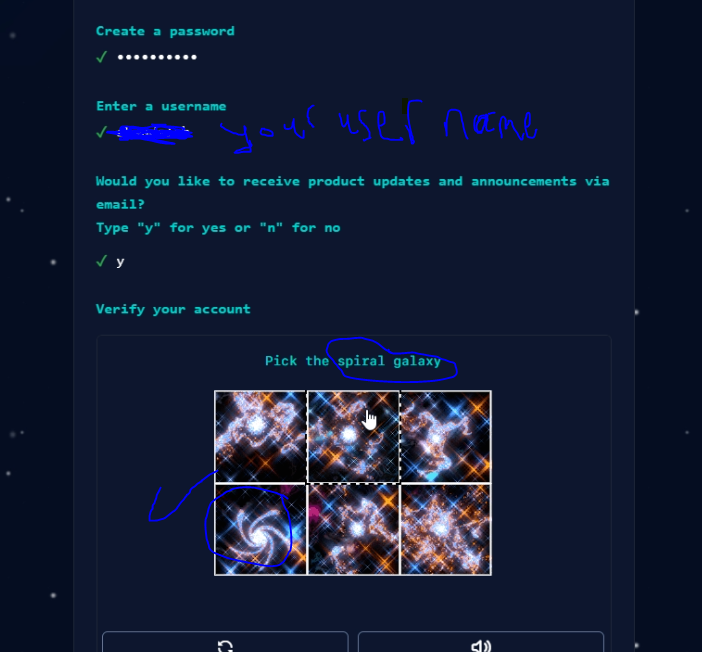 Create a password
✓ ••••••••••
Enter a username
✓ your user name
Would you like to receive product updates and announcements via
email?
Type "y" for yes or "n" for no
✓ y
Verify your account
Pick the spiral galaxy